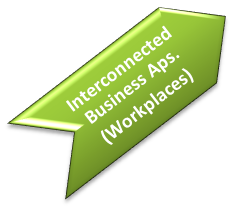 Interconnected
Business Aps.
(Workplaces)